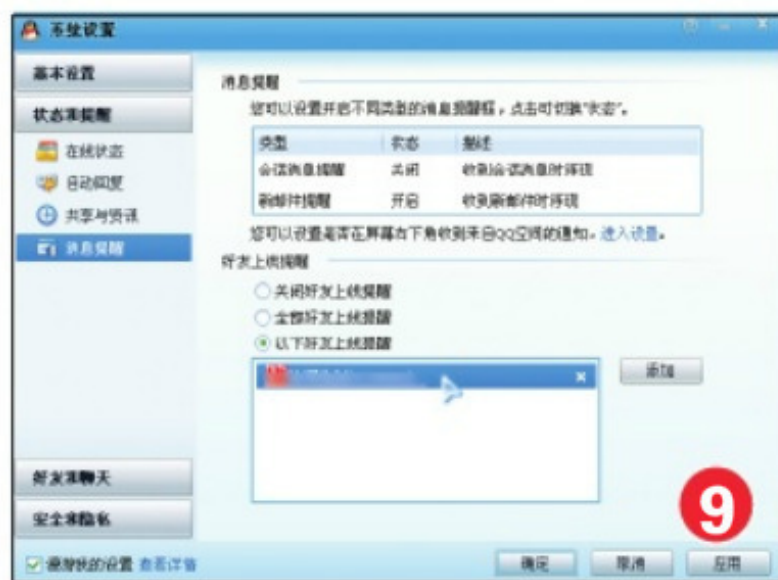 系统设置
基本设置
状态和提醒
在线状态
自动回复
共享与资讯
消息提醒
好友和聊天
安全和隐私
消息提醒
您可以设置开启不同类型的消息提醒框，点击可切换“状态”。
类型 状态 描述
会话消息提醒 关闭 收到会话消息时浮现
新邮件提醒 开启 收到新邮件时浮现
您可以设置是否在屏幕右下角收到来自QQ空间的通知。进入设置。
好友上线提醒
关闭好友上线提醒
全部好友上线提醒
以下好友上线提醒
添加
9
漫游我的设置 查看详情
确定 取消 应用